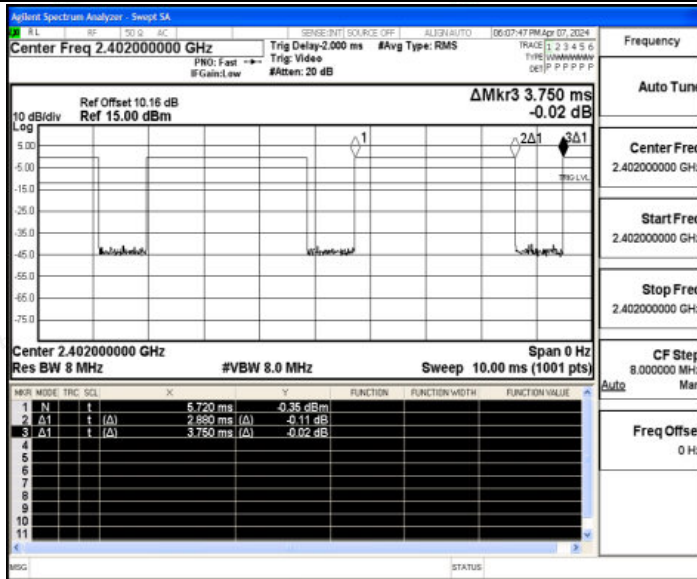 Agilent Spectrum Analyzer - Swept SA
RL RF 50 Ω AC SENSE:INT SOURCE OFF ALIGN AUTO 06:07:47 PM Apr 07, 2024
Center Freq 2.402000000 GHz
PNO: Fast
IFGain:Low
Trig Delay-2.000 ms
Trig: Video
#Atten: 20 dB
#Avg Type: RMS
TRACE 1 2 3 4 5 6
TYPE
DET P P P P P P
Ref Offset 10.16 dB
Ref 15.00 dBm
10 dB/div
Log
ΔMkr3 3.750 ms
-0.02 dB
1
2Δ1
3Δ1
TRIG LVL
5.00
-5.00
-15.0
-25.0
-35.0
-45.0
-55.0
-65.0
-75.0
Center 2.402000000 GHz Span 0 Hz
Res BW 8 MHz #VBW 8.0 MHz Sweep 10.00 ms (1001 pts)
MKR MODE TRC SCL X Y FUNCTION FUNCTION WIDTH FUNCTION VALUE
1 N t 5.720 ms -0.35 dBm
2 Δ1 t (Δ) 2.880 ms (Δ) -0.11 dB
3 Δ1 t (Δ) 3.750 ms (Δ) -0.02 dB
4
5
6
7
8
9
10
11
MSG STATUS
Frequency
Auto Tune
Center Freq
2.402000000 GHz
Start Freq
2.402000000 GHz
Stop Freq
2.402000000 GHz
CF Step
8.000000 MHz
Auto Man
Freq Offset
0 Hz